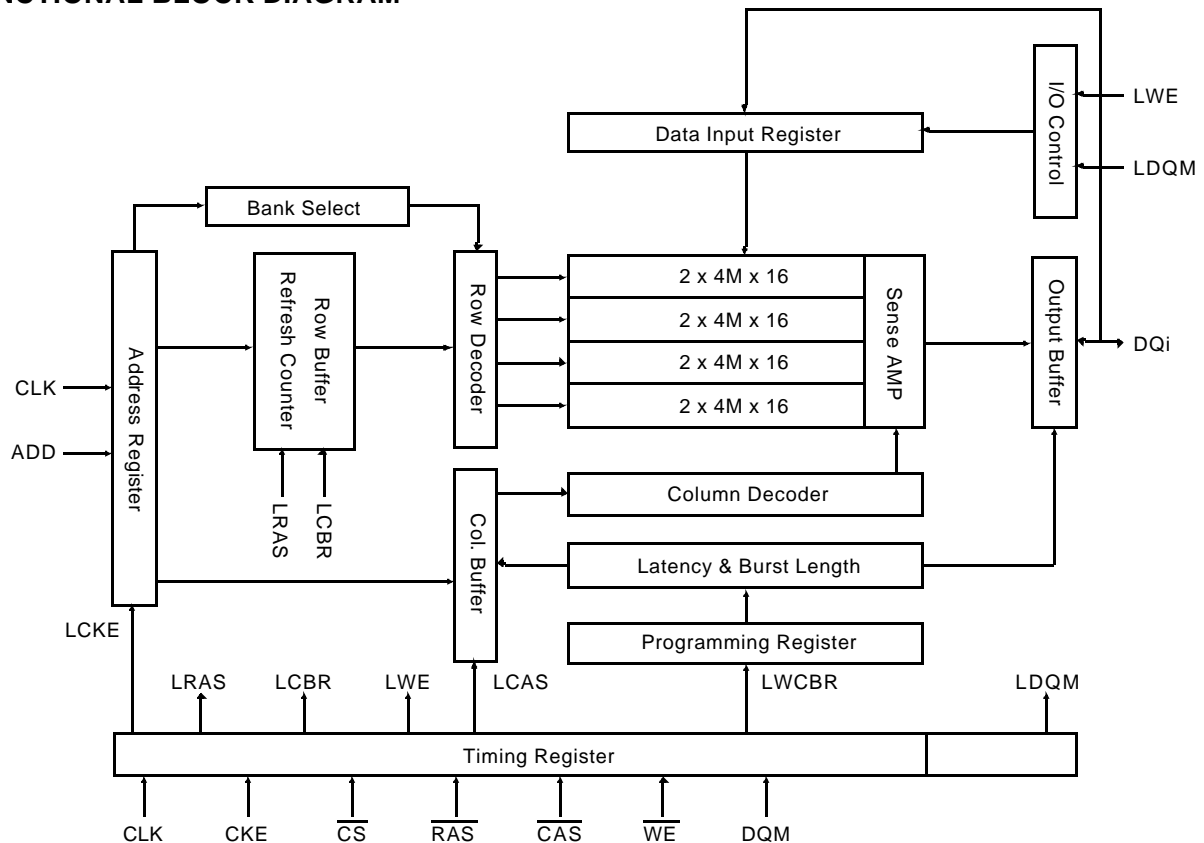 NCTIONAL BLOCK DIAGRAM
I/O Control
LWE
LDQM
Data Input Register
Bank Select
Address Register
CLK
ADD
Refresh Counter
Row Buffer
LRAS
LCBR
Row Decoder
2 x 4M x 16
2 x 4M x 16
2 x 4M x 16
2 x 4M x 16
Sense AMP
Output Buffer
DQi
Col. Buffer
Column Decoder
Latency & Burst Length
Programming Register
LCKE
LRAS
LCBR
LWE
LCAS
LWCBR
LDQM
Timing Register
CLK
CKE
CS
RAS
CAS
WE
DQM